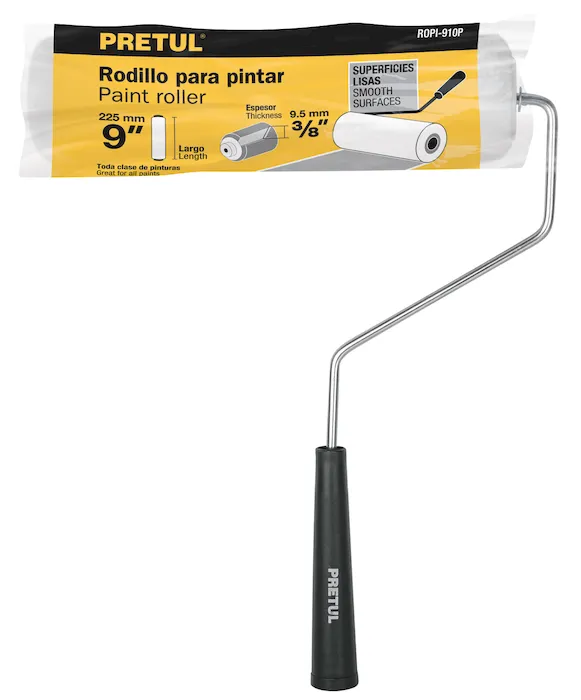 PRETUL®
ROPI-910P
Rodillo para pintar
Paint roller
225 mm
9"
Largo
Length
Espesor
Thickness
9.5 mm
3/8"
SUPERFICIES
LISAS
SMOOTH
SURFACES
Toda clase de pinturas
Great for all paints
PRETUL